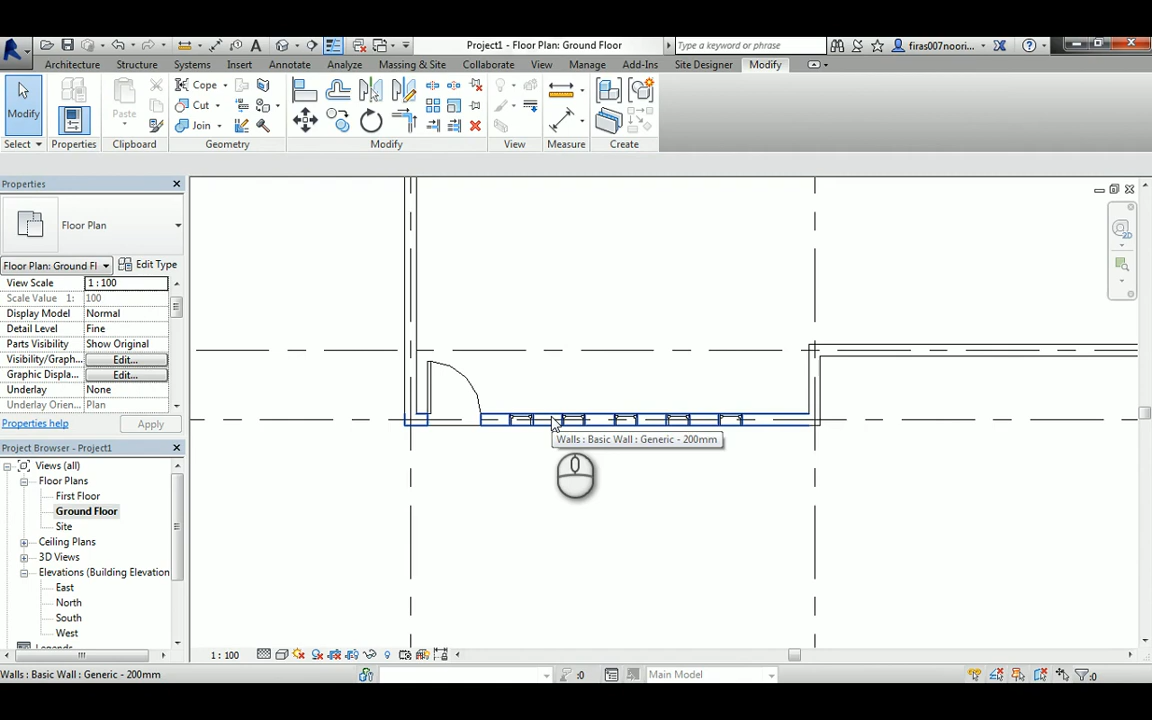 Project1 - Floor Plan: Ground Floor
Type a keyword or phrase
firas007noori...
Architecture Structure Systems Insert Annotate Analyze Massing & Site Collaborate View Manage Add-Ins Site Designer Modify
Modify
Paste
Cope
Cut
Join
Select Properties Clipboard Geometry Modify View Measure Create
Properties
Floor Plan
Floor Plan: Ground Fl Edit Type
View Scale 1 : 100
Scale Value 1: 100
Display Model Normal
Detail Level Fine
Parts Visibility Show Original
Visibility/Graph... Edit...
Graphic Displa... Edit...
Underlay None
Underlay Orien... Plan
Properties help Apply
Project Browser - Project1
Views (all)
Floor Plans
First Floor
Ground Floor
Site
Ceiling Plans
3D Views
Elevations (Building Elevation
East
North
South
West
Legends
Walls : Basic Wall : Generic - 200mm
2D
1 : 100
Walls : Basic Wall : Generic - 200mm
:0
Main Model
:0